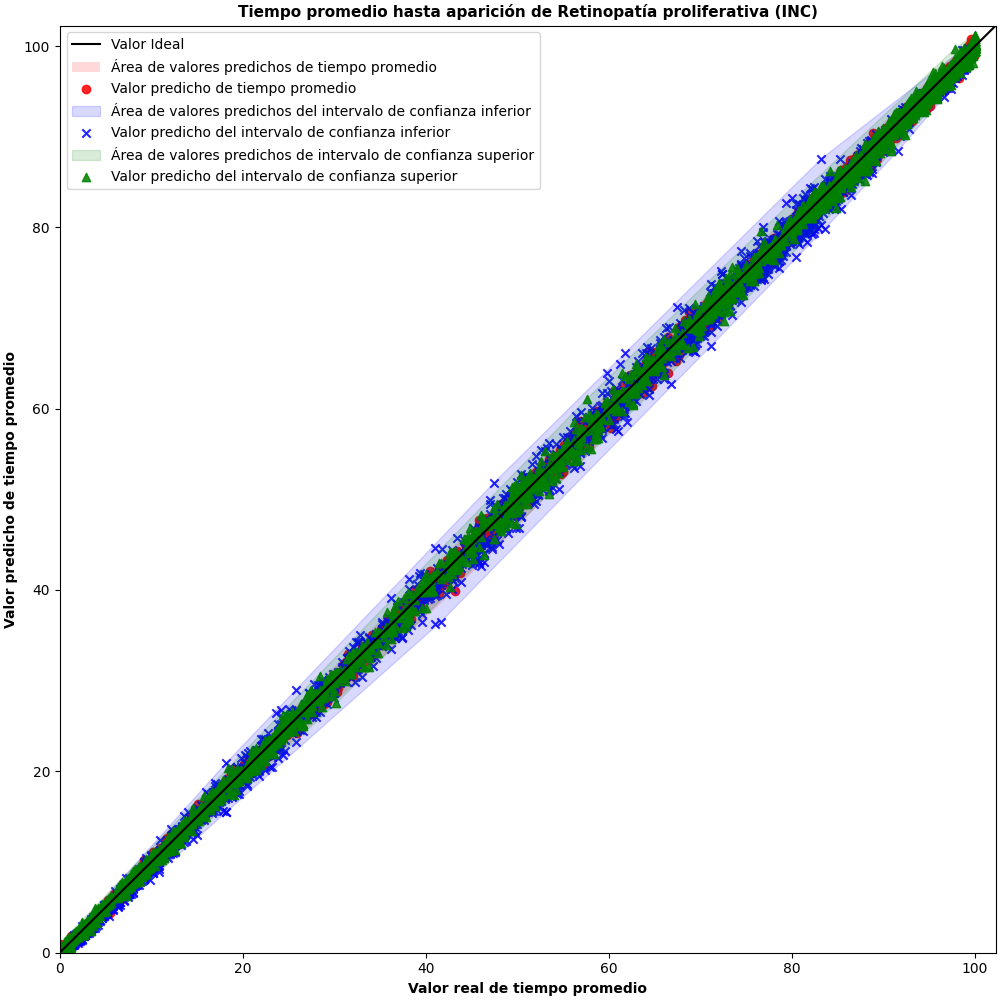 Tiempo promedio hasta aparición de Retinopatía proliferativa (INC)
Valor Ideal
Área de valores predichos de tiempo promedio
Valor predicho de tiempo promedio
Área de valores predichos del intervalo de confianza inferior
Valor predicho del intervalo de confianza inferior
Área de valores predichos de intervalo de confianza superior
Valor predicho del intervalo de confianza superior
Valor predicho de tiempo promedio
100
80
60
40
20
0
0 20 40 60 80 100
Valor real de tiempo promedio